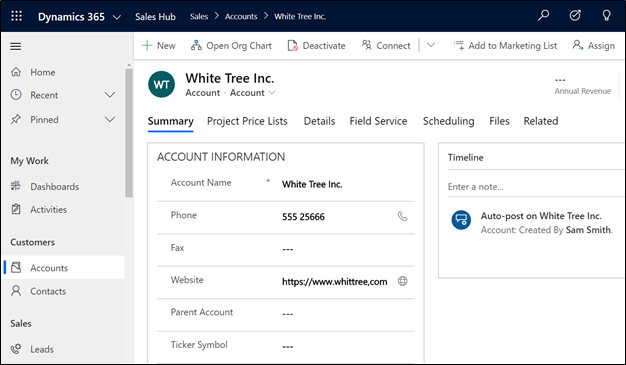 Dynamics 365 Sales Hub Sales > Accounts > White Tree Inc.
New Open Org Chart Deactivate Connect Add to Marketing List Assign
Home
Recent
Pinned
My Work
Dashboards
Activities
Customers
Accounts
Contacts
Sales
Leads
WT
White Tree Inc.
Account · Account
---
Annual Revenue
Summary Project Price Lists Details Field Service Scheduling Files Related
ACCOUNT INFORMATION
Account Name * White Tree Inc.
Phone 555 25666
Fax ---
Website https://www.whittree,com
Parent Account ---
Ticker Symbol ---
Timeline
Enter a note...
Auto-post on White Tree Inc.
Account: Created By Sam Smith.